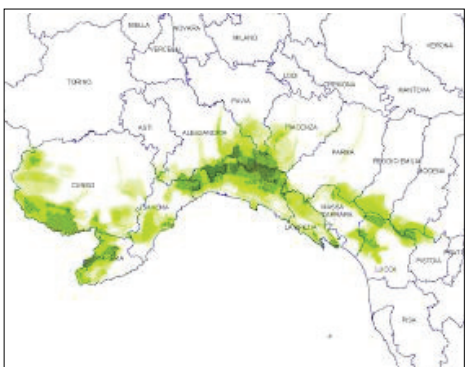 BIELLA
NOVARA
MILANO
VERCELLI
VERONA
LODI
CREMONA
MANTOVA
TORINO
PAVIA
ASTI
ALESSANDRIA
PIACENZA
PARMA
REGGIO EMILIA
MODENA
CUNEO
SAVONA
MASSA CARRARA
LA SPEZIA
LUCCA
PISTOIA
PISA